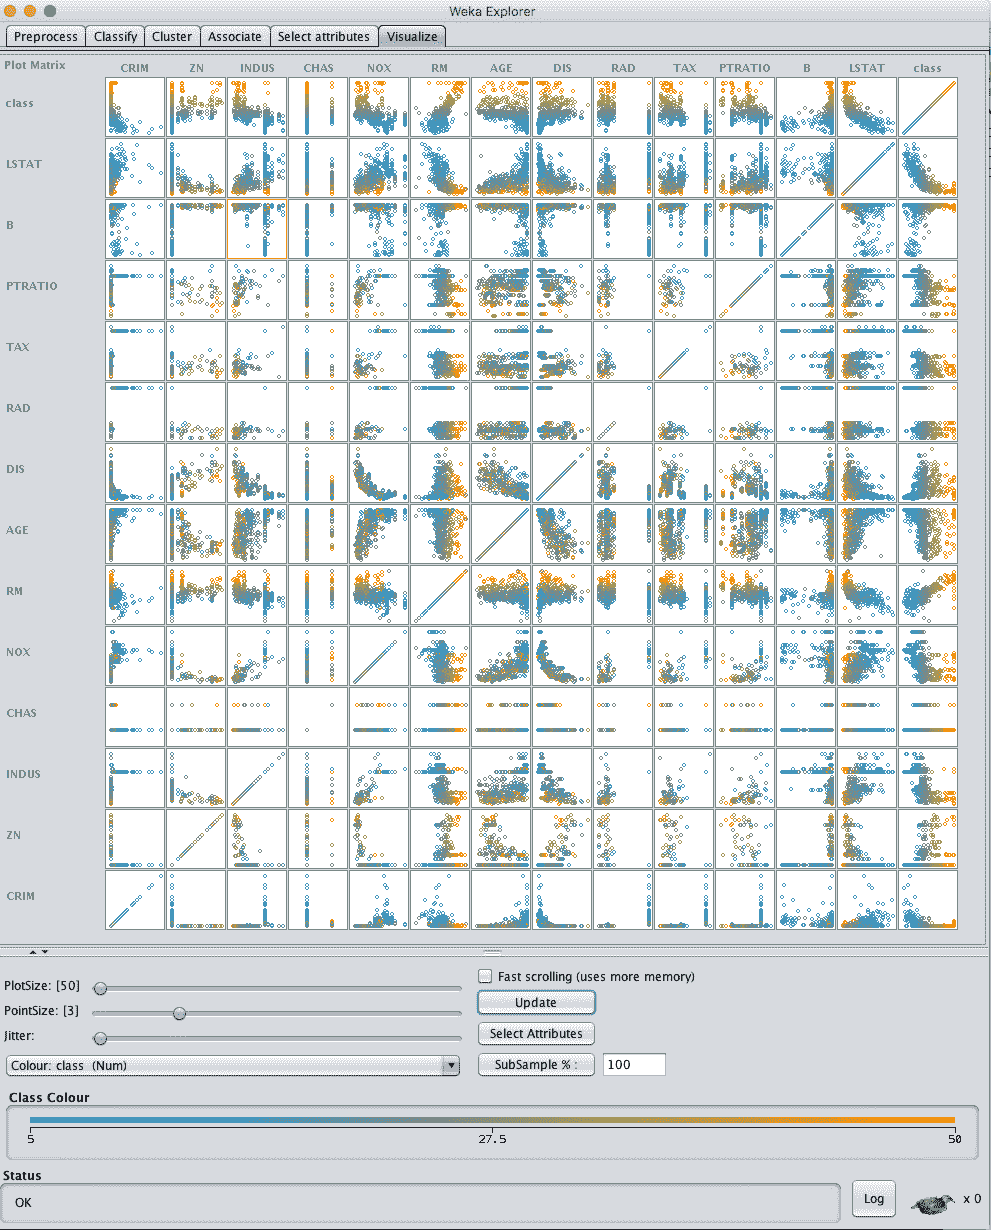 Weka Explorer
Preprocess Classify Cluster Associate Select attributes Visualize
Plot Matrix CRIM ZN INDUS CHAS NOX RM AGE DIS RAD TAX PTRATIO B LSTAT class
class
LSTAT
B
PTRATIO
TAX
RAD
DIS
AGE
RM
NOX
CHAS
INDUS
ZN
CRIM
PlotSize: [50]
Fast scrolling (uses more memory)
PointSize: [3]
Update
Jitter:
Select Attributes
Colour: class (Num)
SubSample % : 100
Class Colour
5 27.5 50
Status
OK
Log x 0